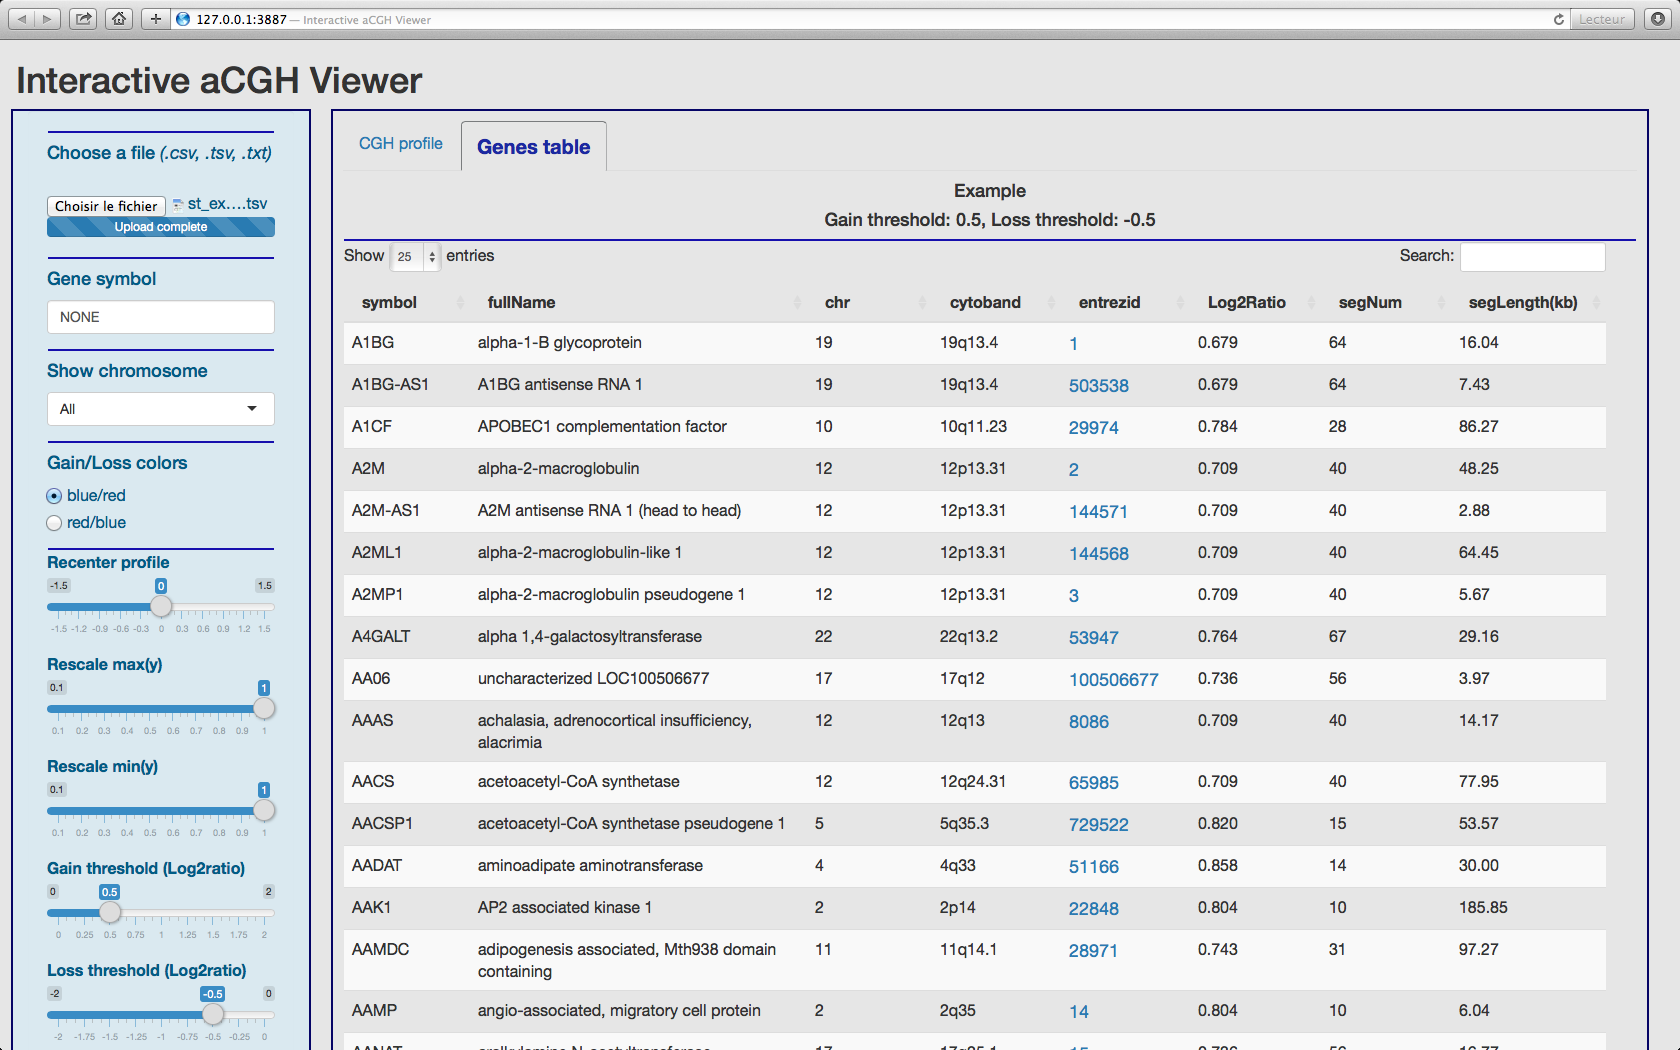 127.0.0.1:3887 — Interactive aCGH Viewer
Lecteur
Interactive aCGH Viewer
Choose a file (.csv, .tsv, .txt)
Choisir le fichier st_ex....tsv
Upload complete
Gene symbol
NONE
Show chromosome
All
Gain/Loss colors
blue/red
red/blue
Recenter profile
-1.5 0 1.5
-1.5 -1.2 -0.9 -0.6 -0.3 0 0.3 0.6 0.9 1.2 1.5
Rescale max(y)
0.1 1
0.1 0.2 0.3 0.4 0.5 0.6 0.7 0.8 0.9 1
Rescale min(y)
0.1 1
0.1 0.2 0.3 0.4 0.5 0.6 0.7 0.8 0.9 1
Gain threshold (Log2ratio)
0 0.5 2
0 0.25 0.5 0.75 1 1.25 1.5 1.75 2
Loss threshold (Log2ratio)
-2 -0.5 0
-2 -1.75 -1.5 -1.25 -1 -0.75 -0.5 -0.25 0
CGH profile Genes table
Example
Gain threshold: 0.5, Loss threshold: -0.5
Show 25 entries Search:
symbol fullName chr cytoband entrezid Log2Ratio segNum segLength(kb)
A1BG alpha-1-B glycoprotein 19 19q13.4 1 0.679 64 16.04
A1BG-AS1 A1BG antisense RNA 1 19 19q13.4 503538 0.679 64 7.43
A1CF APOBEC1 complementation factor 10 10q11.23 29974 0.784 28 86.27
A2M alpha-2-macroglobulin 12 12p13.31 2 0.709 40 48.25
A2M-AS1 A2M antisense RNA 1 (head to head) 12 12p13.31 144571 0.709 40 2.88
A2ML1 alpha-2-macroglobulin-like 1 12 12p13.31 144568 0.709 40 64.45
A2MP1 alpha-2-macroglobulin pseudogene 1 12 12p13.31 3 0.709 40 5.67
A4GALT alpha 1,4-galactosyltransferase 22 22q13.2 53947 0.764 67 29.16
AA06 uncharacterized LOC100506677 17 17q12 100506677 0.736 56 3.97
AAAS achalasia, adrenocortical insufficiency, 12 12q13 8086 0.709 40 14.17
alacrimia
AACS acetoacetyl-CoA synthetase 12 12q24.31 65985 0.709 40 77.95
AACSP1 acetoacetyl-CoA synthetase pseudogene 1 5 5q35.3 729522 0.820 15 53.57
AADAT aminoadipate aminotransferase 4 4q33 51166 0.858 14 30.00
AAK1 AP2 associated kinase 1 2 2p14 22848 0.804 10 185.85
AAMDC adipogenesis associated, Mth938 domain 11 11q14.1 28971 0.743 31 97.27
containing
AAMP angio-associated, migratory cell protein 2 2q35 14 0.804 10 6.04